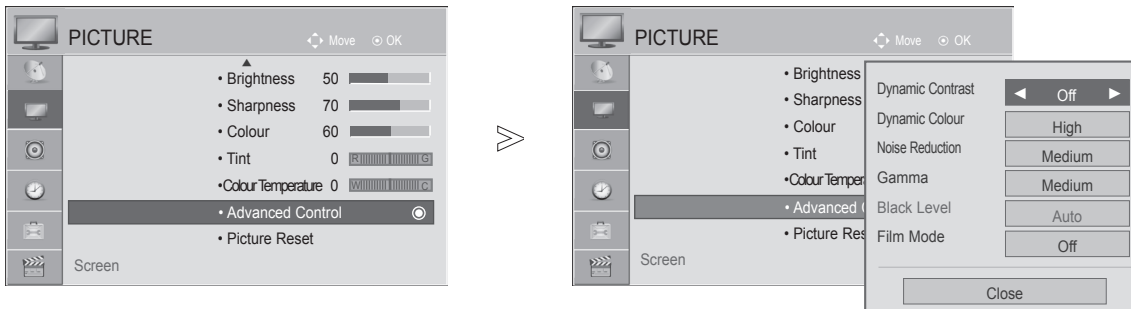 PICTURE Move OK
• Brightness 50
• Sharpness 70
• Colour 60
• Tint 0 R G
• Colour Temperature 0 W C
• Advanced Control
• Picture Reset
Screen
>
PICTURE Move OK
• Brightness
• Sharpness
• Colour
• Tint
• Colour Temper
• Advanced
• Picture Res
Screen
Dynamic Contrast Off
Dynamic Colour High
Noise Reduction Medium
Gamma Medium
Black Level Auto
Film Mode Off
Close